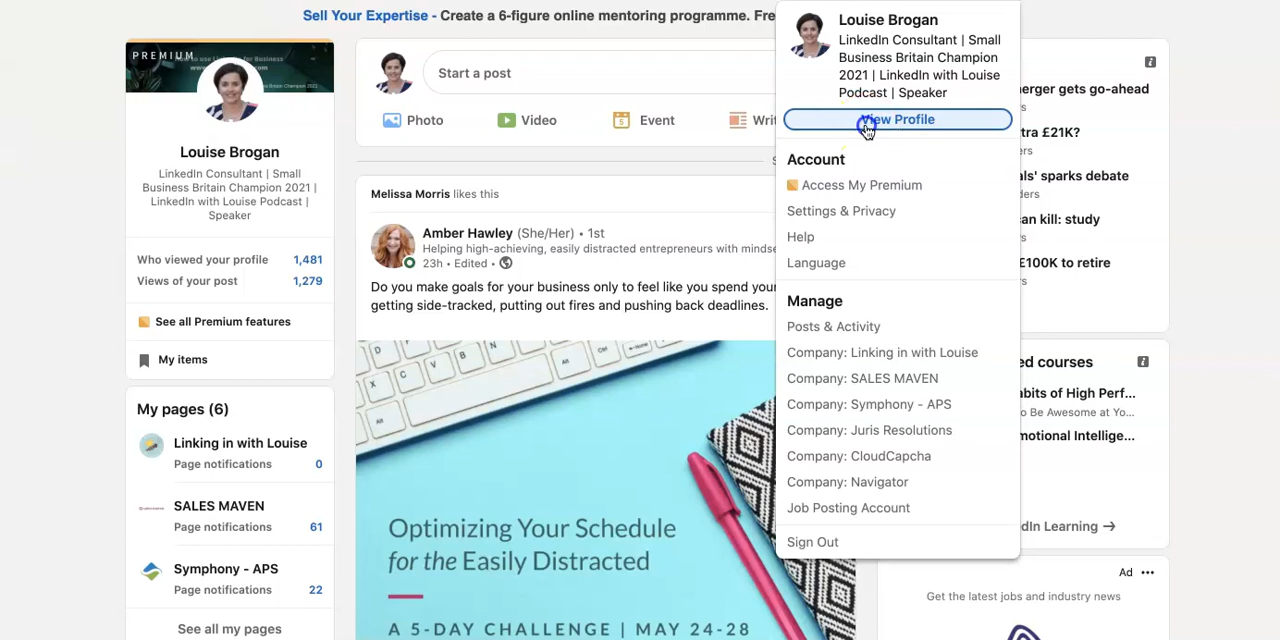 Sell Your Expertise - Create a 6-figure online mentoring programme. Fre
PREMIUM
Louise Brogan
LinkedIn Consultant | Small
Business Britain Champion 2021 |
LinkedIn with Louise Podcast |
Speaker
Who viewed your profile 1,481
Views of your post 1,279
See all Premium features
My items
My pages (6)
Linking in with Louise
Page notifications 0
SALES MAVEN
Page notifications 61
Symphony - APS
Page notifications 22
See all my pages
Start a post
Photo Video Event Writ
Melissa Morris likes this
Amber Hawley (She/Her) • 1st
Helping high-achieving, easily distracted entrepreneurs with mindse
23h • Edited •
Do you make goals for your business only to feel like you spend your
getting side-tracked, putting out fires and pushing back deadlines.
Optimizing Your Schedule
for the Easily Distracted
A 5-DAY CHALLENGE | MAY 24-28
Louise Brogan
LinkedIn Consultant | Small
Business Britain Champion
2021 | LinkedIn with Louise
Podcast | Speaker
View Profile
Account
Access My Premium
Settings & Privacy
Help
Language
Manage
Posts & Activity
Company: Linking in with Louise
Company: SALES MAVEN
Company: Symphony - APS
Company: Juris Resolutions
Company: CloudCapcha
Company: Navigator
Job Posting Account
Sign Out
erger gets go-ahead
tra £21K?
ers
als' sparks debate
ders
can kill: study
£100K to retire
ed courses
abits of High Perf...
o Be Awesome at Yo...
motional Intellige...
dIn Learning →
Ad •••
Get the latest jobs and industry news